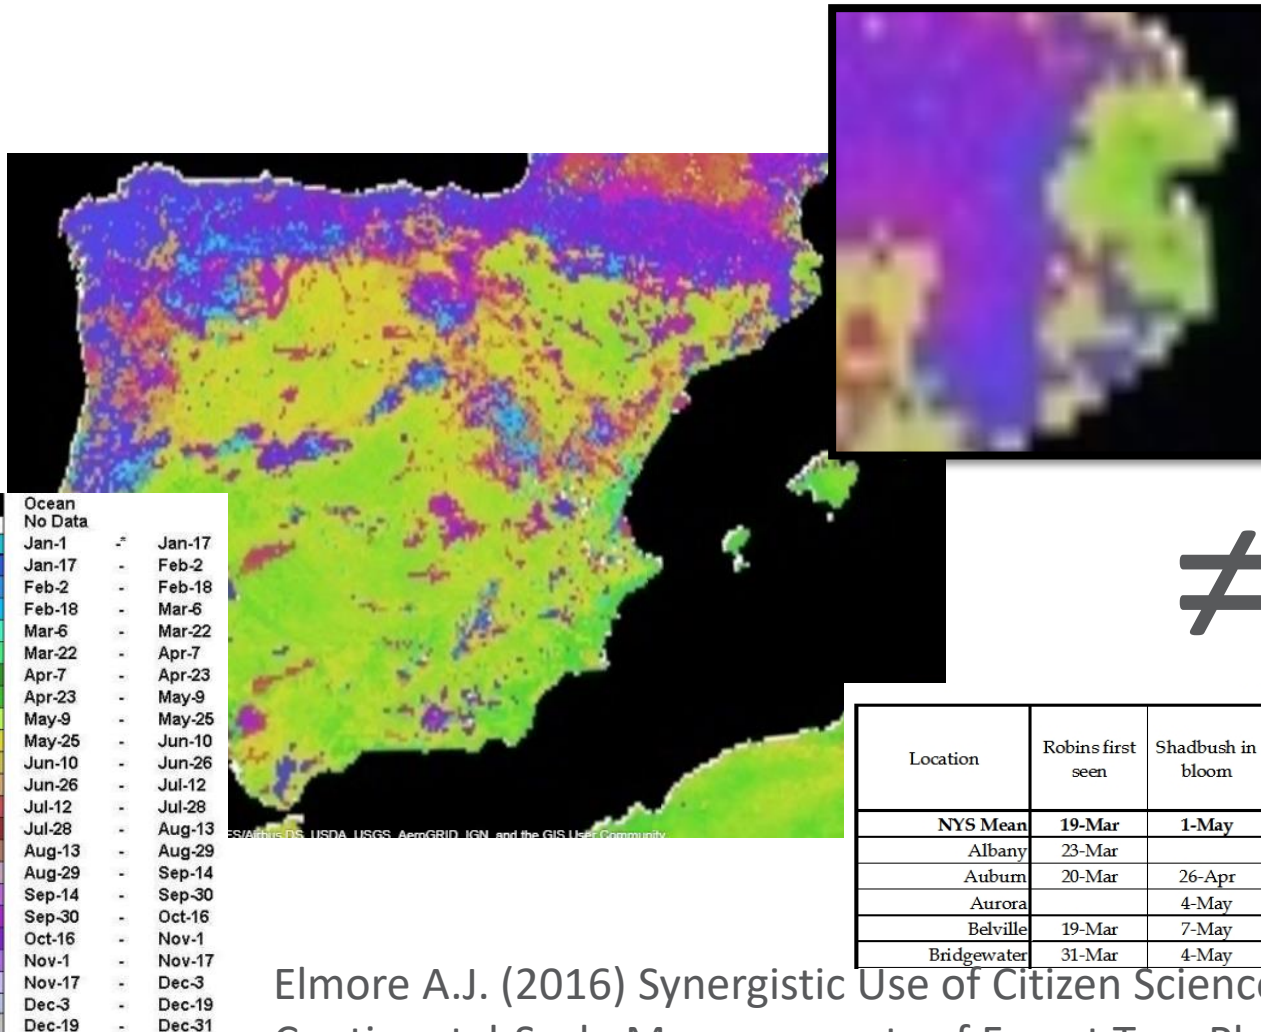 Ocean
No Data
Jan-1 -* Jan-17
Jan-17 - Feb-2
Feb-2 - Feb-18
Feb-18 - Mar-6
Mar-6 - Mar-22
Mar-22 - Apr-7
Apr-7 - Apr-23
Apr-23 - May-9
May-9 - May-25
May-25 - Jun-10
Jun-10 - Jun-26
Jun-26 - Jul-12
Jul-12 - Jul-28
Jul-28 - Aug-13
Aug-13 - Aug-29
Aug-29 - Sep-14
Sep-14 - Sep-30
Sep-30 - Oct-16
Oct-16 - Nov-1
Nov-1 - Nov-17
Nov-17 - Dec-3
Dec-3 - Dec-19
Dec-19 - Dec-31
ES/Airbus DS, USDA, USGS, AeroGRID, IGN, and the GIS User Community
≠
Location Robins first seen Shadbush in bloom
NYS Mean 19-Mar 1-May
Albany 23-Mar
Auburn 20-Mar 26-Apr
Aurora 4-May
Belville 19-Mar 7-May
Bridgewater 31-Mar 4-May
Elmore A.J. (2016) Synergistic Use of Citizen Science